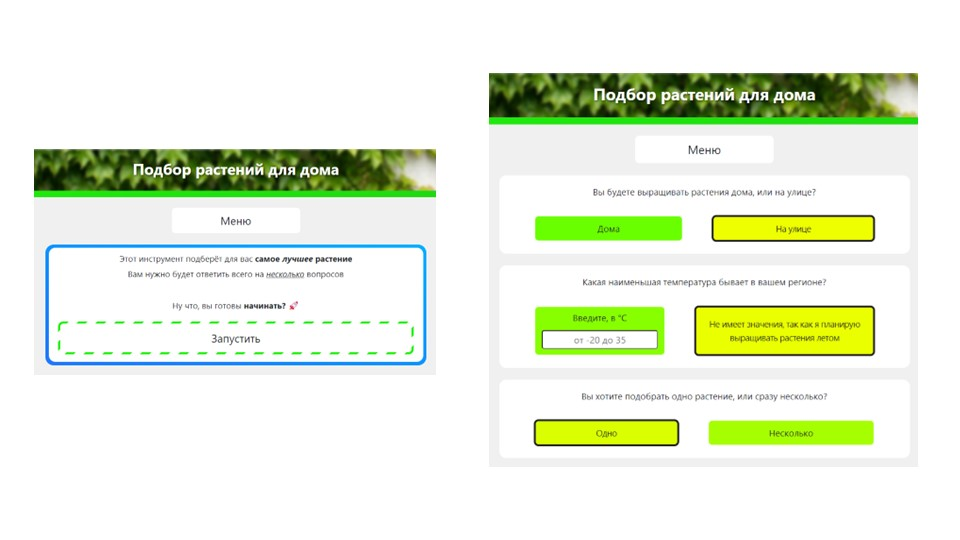 Подбор растений для дома
Меню
Этот инструмент подберёт для вас самое лучшее растение
Вам нужно будет ответить всего на несколько вопросов
Ну что, вы готовы начинать? 🚀
Запустить
Подбор растений для дома
Меню
Вы будете выращивать растения дома, или на улице?
Дома
На улице
Какая наименьшая температура бывает в вашем регионе?
Введите, в °C
от -20 до 35
Не имеет значения, так как я планирую
выращивать растения летом
Вы хотите подобрать одно растение, или сразу несколько?
Одно
Несколько